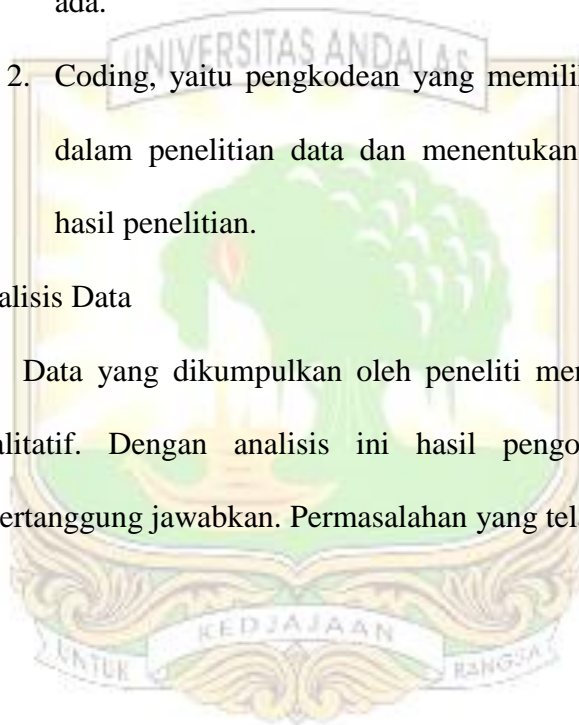 ada.
UNIVERSITAS ANDALAS
2. Coding, yaitu pengkodean yang memili
dalam penelitian data dan menentukan
hasil penelitian.
alisis Data
Data yang dikumpulkan oleh peneliti mer
alitatif. Dengan analisis ini hasil pengo
ertanggung jawabkan. Permasalahan yang tel
KEDJAJAAN
UNTUK
BANGSA